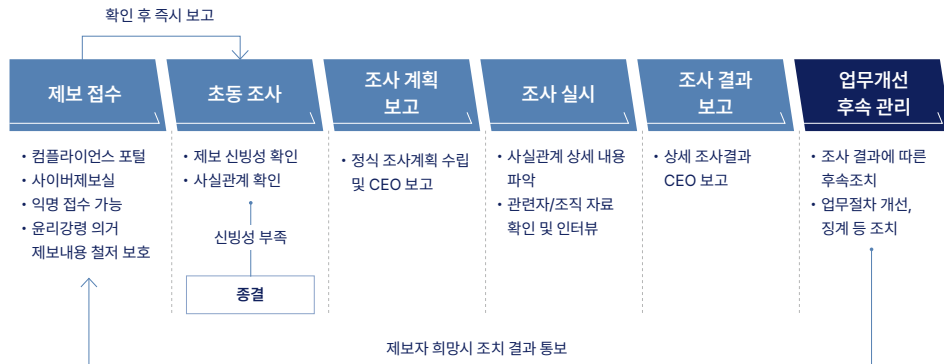 확인 후 즉시 보고
제보 접수
초동 조사
조사 계획
보고
조사 실시
조사 결과
보고
업무개선
후속 관리
• 컴플라이언스 포탈
• 사이버제보실
• 익명 접수 가능
• 윤리강령 의거
제보내용 철저 보호
• 제보 신빙성 확인
• 사실관계 확인
신빙성 부족
종결
• 정식 조사계획 수립
및 CEO 보고
• 사실관계 상세 내용
파악
• 관련자/조직 자료
확인 및 인터뷰
• 상세 조사결과
CEO 보고
• 조사 결과에 따른
후속조치
• 업무절차 개선,
징계 등 조치
제보자 희망시 조치 결과 통보